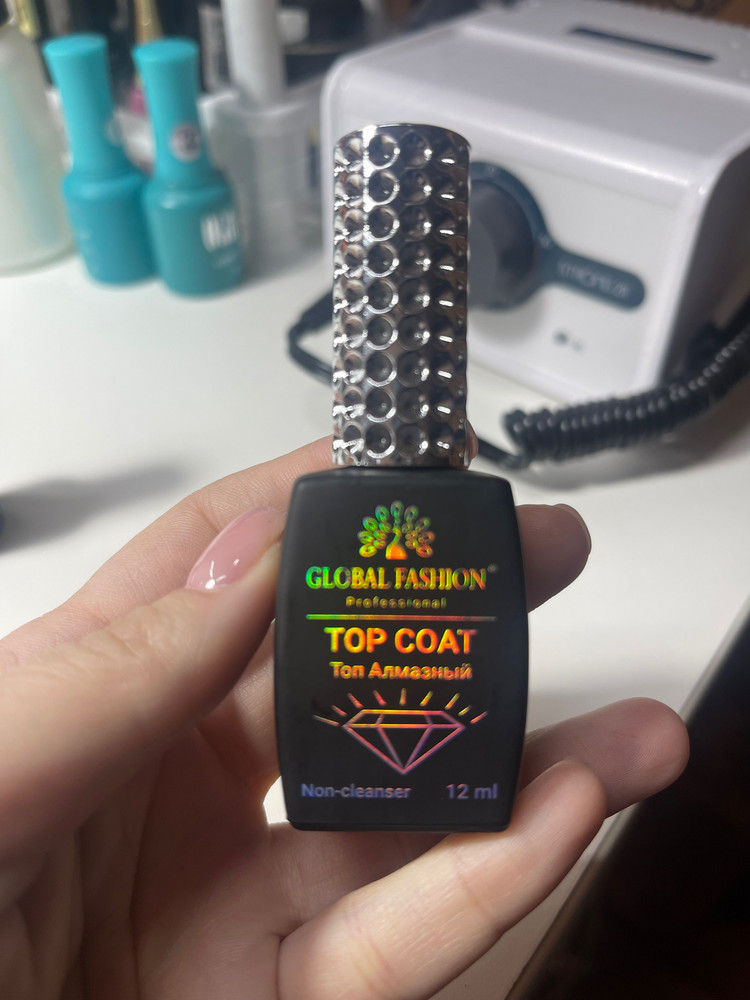 GLOBAL FASHION
Professional
TOP COAT
Топ Алмазный
Non-cleanser 12 ml